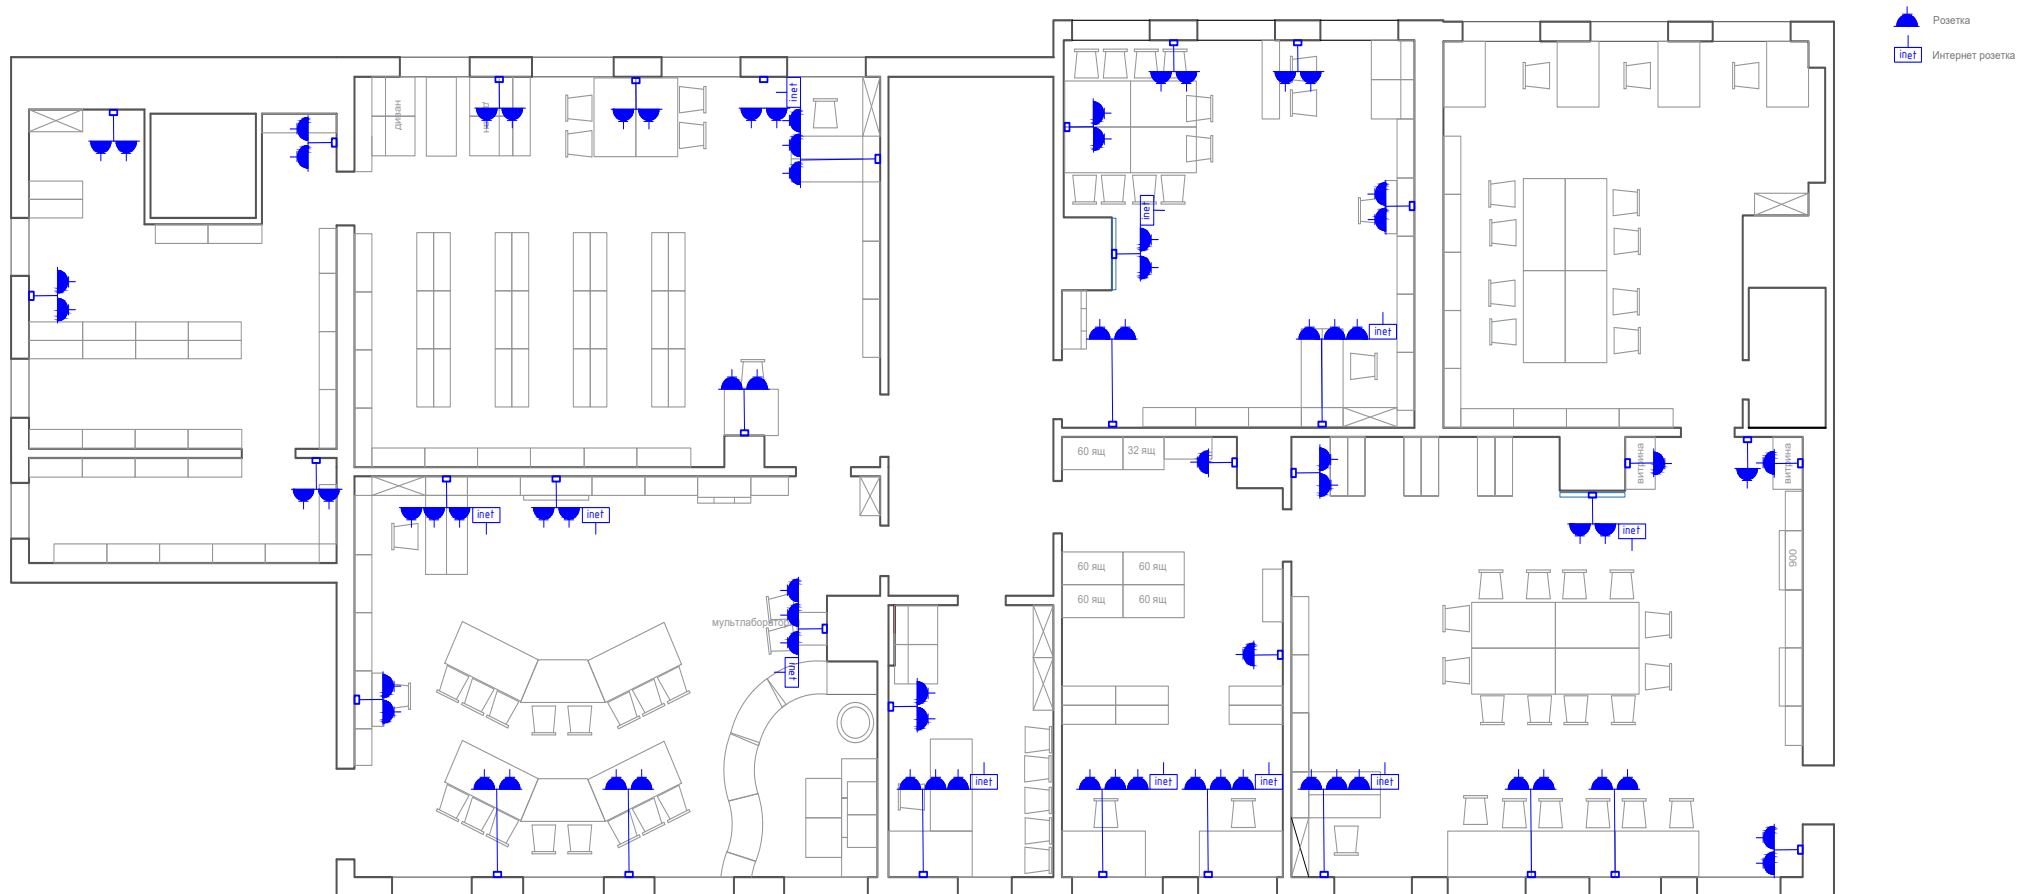 Розетка
inet Интернет розетка
диван
inet
inet
inet
60 ящ 32 ящ
витрина
витрина
inet
inet
inet
900
60 ящ 60 ящ
60 ящ 60 ящ
мультлаборатор
inet
inet
inet
inet
inet